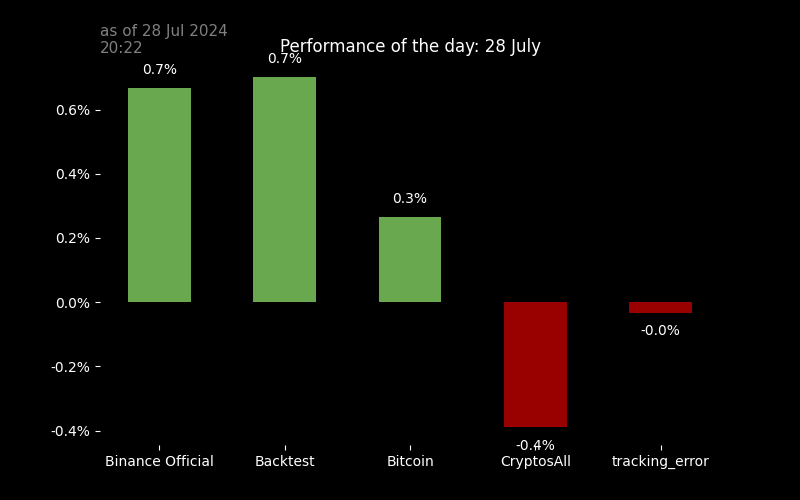 as of 28 Jul 2024
20:22
Performance of the day: 28 July
0.7%
0.7%
0.3%
-0.4%
-0.0%
0.6%
0.4%
0.2%
0.0%
-0.2%
-0.4%
Binance Official
Backtest
Bitcoin
CryptosAll
tracking_error